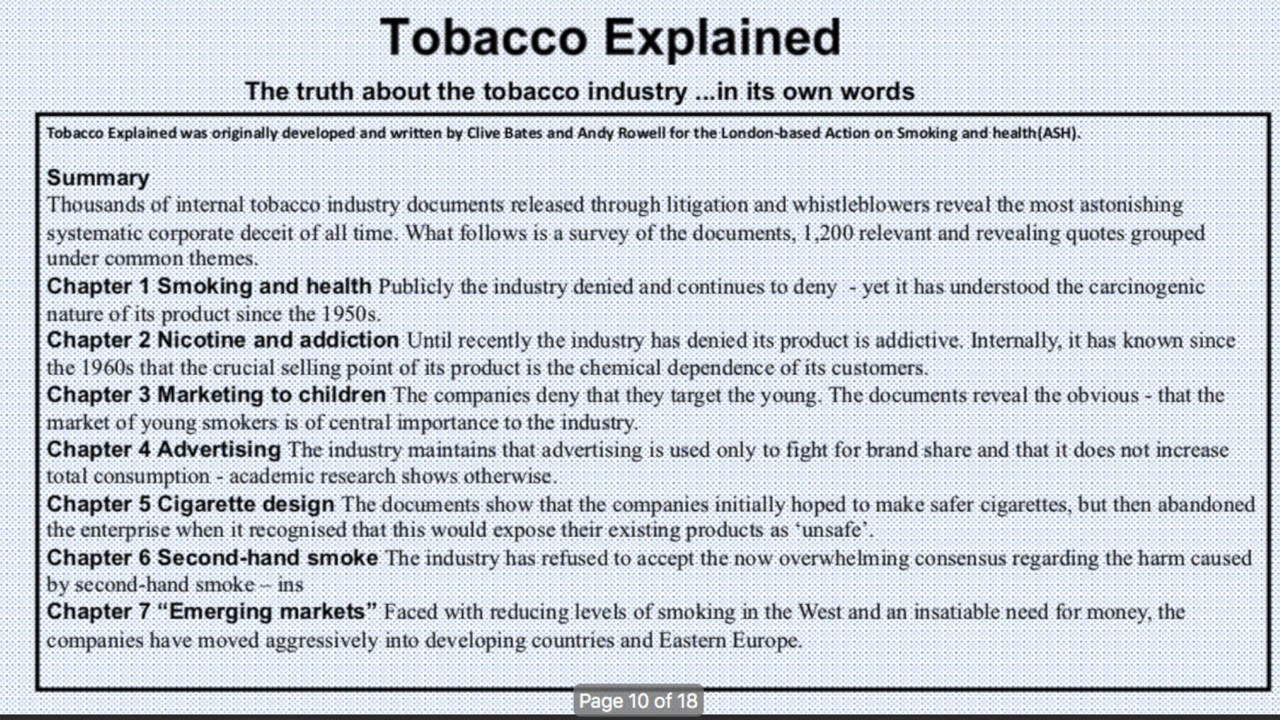 Tobacco Explained
The truth about the tobacco industry ...in its own words
Tobacco Explained was originally developed and written by Clive Bates and Andy Rowell for the London-based Action on Smoking and health(ASH).
Summary
Thousands of internal tobacco industry documents released through litigation and whistleblowers reveal the most astonishing
systematic corporate deceit of all time. What follows is a survey of the documents, 1,200 relevant and revealing quotes grouped
under common themes.
Chapter 1 Smoking and health Publicly the industry denied and continues to deny - yet it has understood the carcinogenic
nature of its product since the 1950s.
Chapter 2 Nicotine and addiction Until recently the industry has denied its product is addictive. Internally, it has known since
the 1960s that the crucial selling point of its product is the chemical dependence of its customers.
Chapter 3 Marketing to children The companies deny that they target the young. The documents reveal the obvious - that the
market of young smokers is of central importance to the industry.
Chapter 4 Advertising The industry maintains that advertising is used only to fight for brand share and that it does not increase
total consumption - academic research shows otherwise.
Chapter 5 Cigarette design The documents show that the companies initially hoped to make safer cigarettes, but then abandoned
the enterprise when it recognised that this would expose their existing products as ‘unsafe’.
Chapter 6 Second-hand smoke The industry has refused to accept the now overwhelming consensus regarding the harm caused
by second-hand smoke – ins
Chapter 7 “Emerging markets” Faced with reducing levels of smoking in the West and an insatiable need for money, the
companies have moved aggressively into developing countries and Eastern Europe.
Page 10 of 18